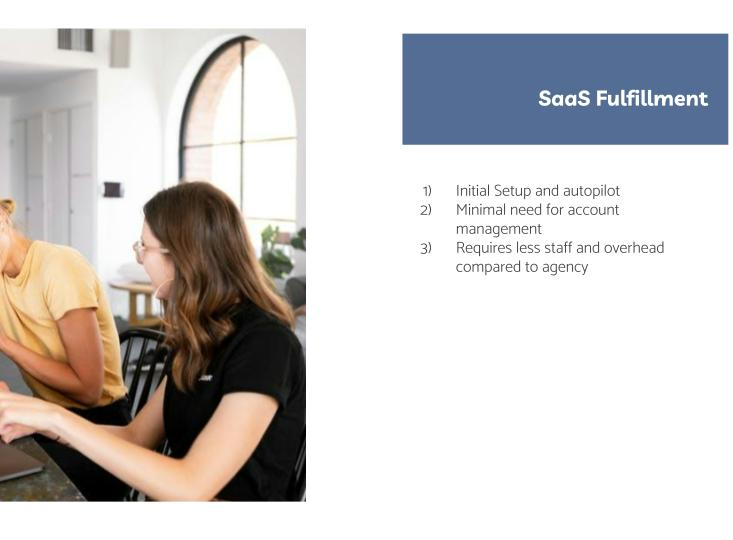 SaaS Fulfillment
1) Initial Setup and autopilot
2) Minimal need for account
management
3) Requires less staff and overhead
compared to agency